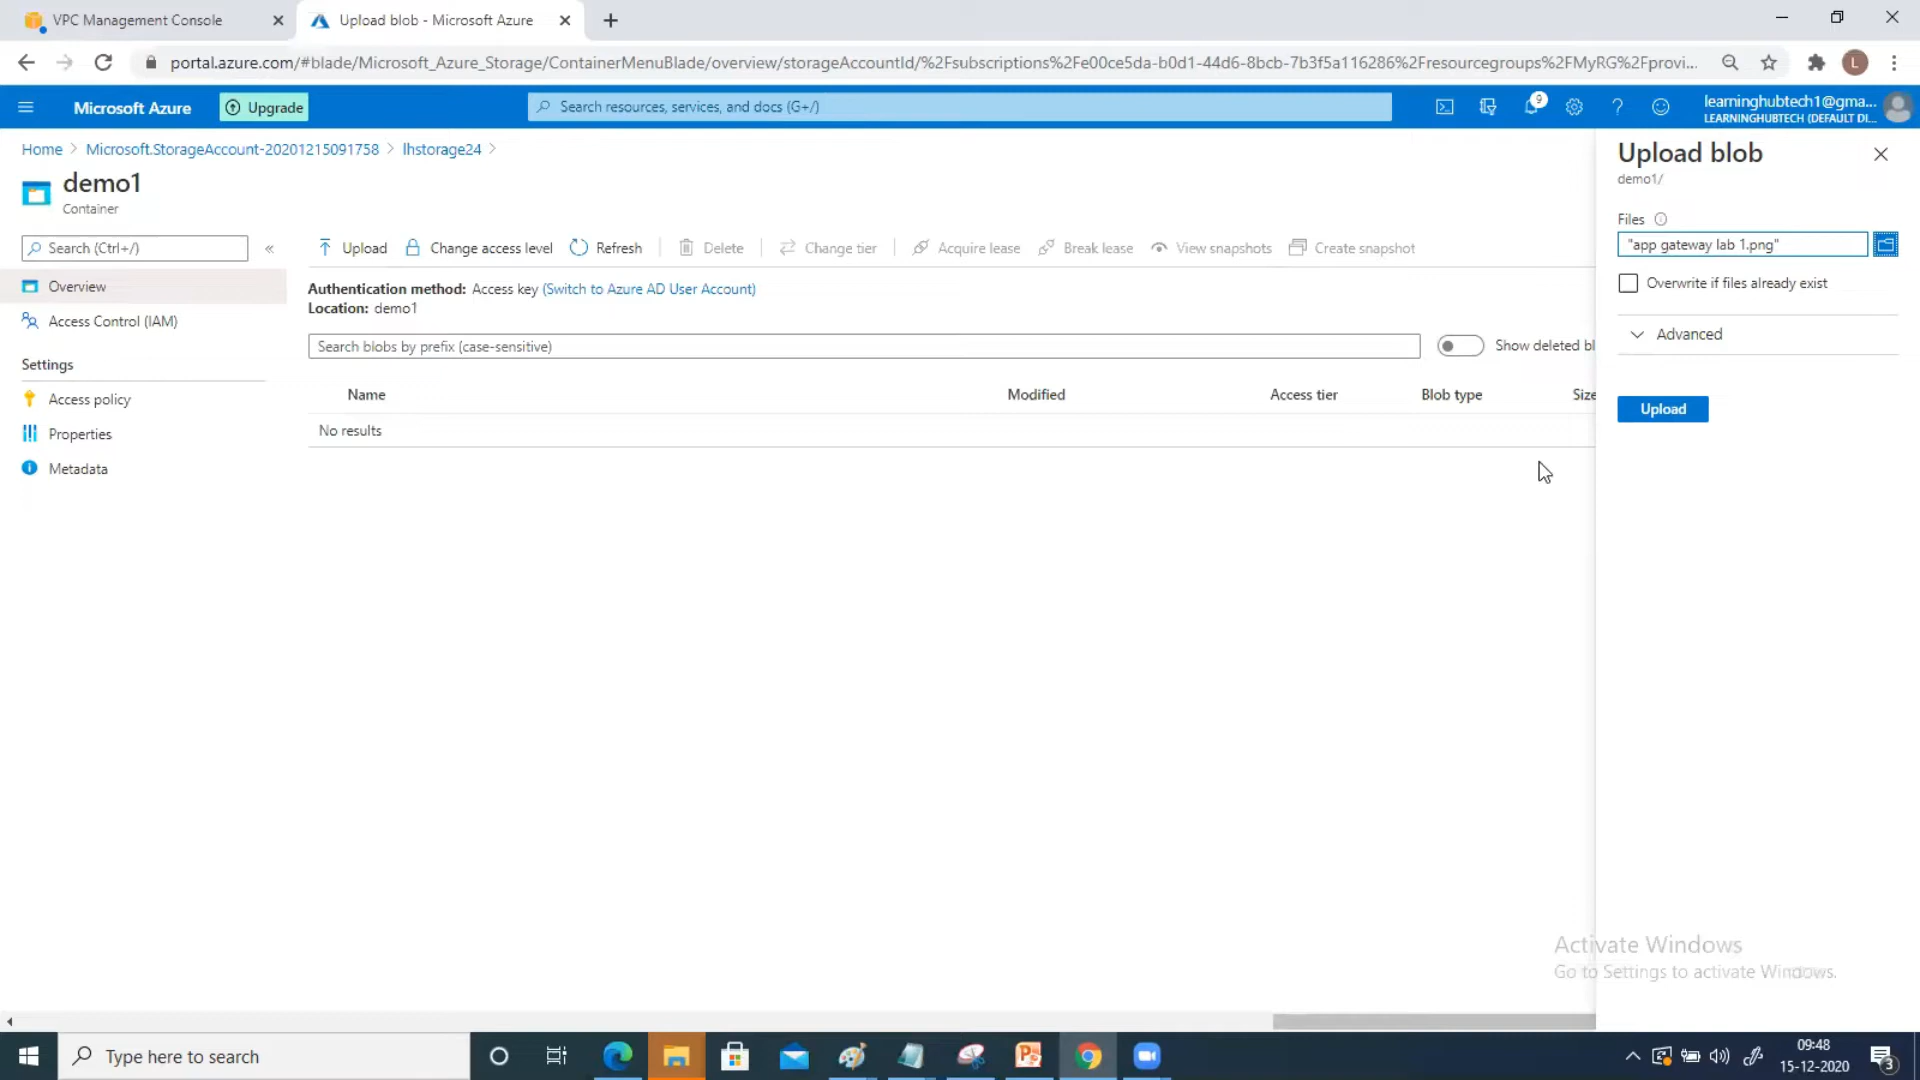 VPC Management Console
Upload blob - Microsoft Azure
portal.azure.com/#blade/Microsoft_Azure_Storage/ContainerMenuBlade/overview/storageAccountId/%2Fsubscriptions%2Fe00ce5da-b0d1-44d6-8bcb-7b3f5a116286%2Fresourcegroups%2FMyRG%2Fprovi...
L
Microsoft Azure
Upgrade
Search resources, services, and docs (G+/)
9
learninghubtech1@gma...
LEARNINGHUBTECH (DEFAULT DI...
Home > Microsoft.StorageAccount-20201215091758 > lhstorage24 >
demo1
Container
Search (Ctrl+/)
«
Overview
Access Control (IAM)
Settings
Access policy
Properties
Metadata
Upload
Change access level
Refresh
Delete
Change tier
Acquire lease
Break lease
View snapshots
Create snapshot
Authentication method: Access key (Switch to Azure AD User Account)
Location: demo1
Search blobs by prefix (case-sensitive)
Show deleted bl
Name Modified Access tier Blob type Size
No results
Upload blob
demo1/
Files
"app gateway lab 1.png"
Overwrite if files already exist
Advanced
Upload
Activate Windows
Go to Settings to activate Windows.
Type here to search
09:48
15-12-2020
3